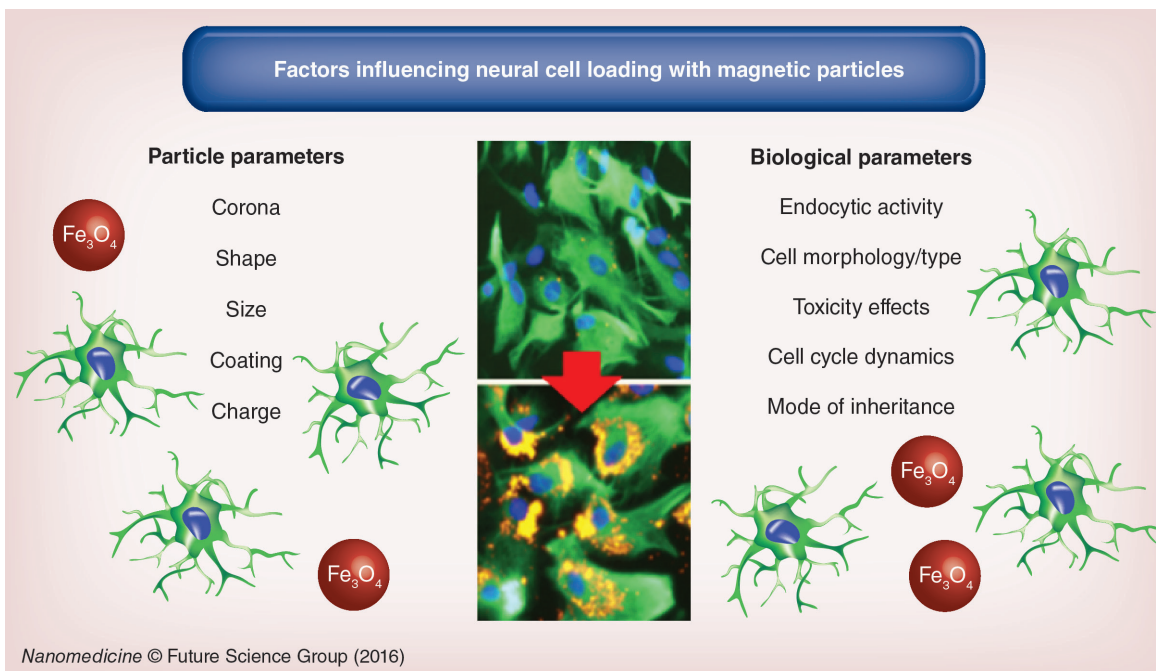 Factors influencing neural cell loading with magnetic particles
Particle parameters
Corona
Shape
Size
Coating
Charge
Biological parameters
Endocytic activity
Cell morphology/type
Toxicity effects
Cell cycle dynamics
Mode of inheritance
Fe₃O₄
Fe₃O₄
Fe₃O₄
Fe₃O₄
Nanomedicine © Future Science Group (2016)